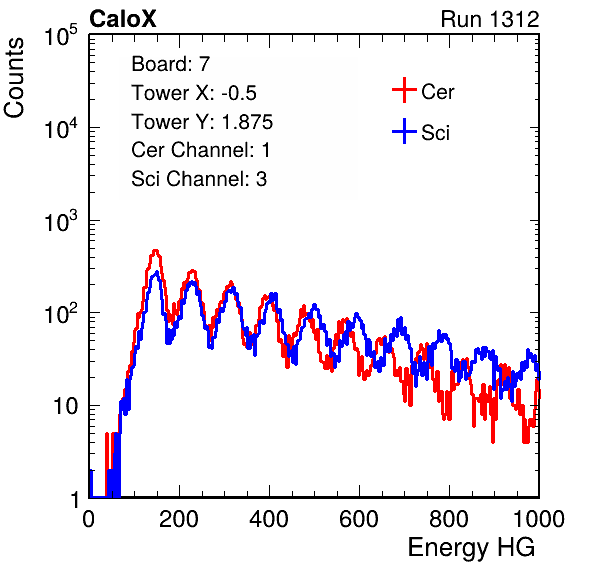 CaloX Run 1312
Counts
10^5
10^4
10^3
10^2
10
1
Board: 7
Tower X: -0.5
Tower Y: 1.875
Cer Channel: 1
Sci Channel: 3
Cer
Sci
0 200 400 600 800 1000
Energy HG